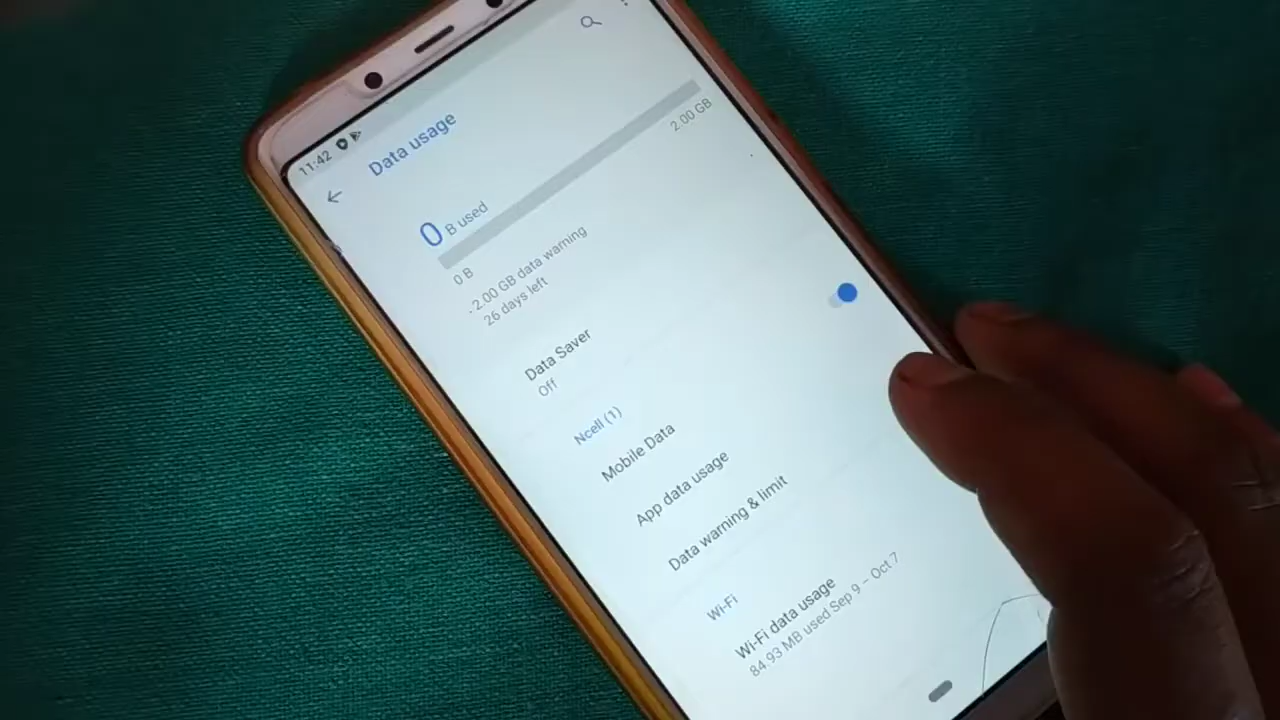 11:42
Data usage
0 B used
0 B
2.00 GB
- 2.00 GB data warning
26 days left
Data Saver
Off
Ncell (1)
Mobile Data
App data usage
Data warning & limit
Wi-Fi
Wi-Fi data usage
84.93 MB used Sep 9 – Oct 7